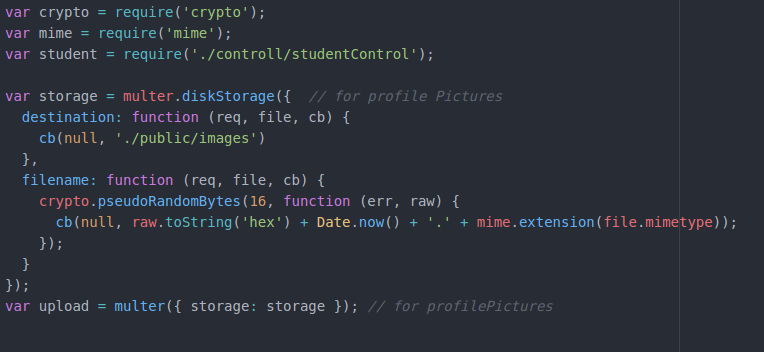 var crypto = require('crypto');
var mime = require('mime');
var student = require('./controll/studentControl');

var storage = multer.diskStorage({  // for profile Pictures
  destination: function (req, file, cb) {
    cb(null, './public/images')
  },
  filename: function (req, file, cb) {
    crypto.pseudoRandomBytes(16, function (err, raw) {
      cb(null, raw.toString('hex') + Date.now() + '.' + mime.extension(file.mimetype));
    });
  }
});
var upload = multer({ storage: storage }); // for profilePictures